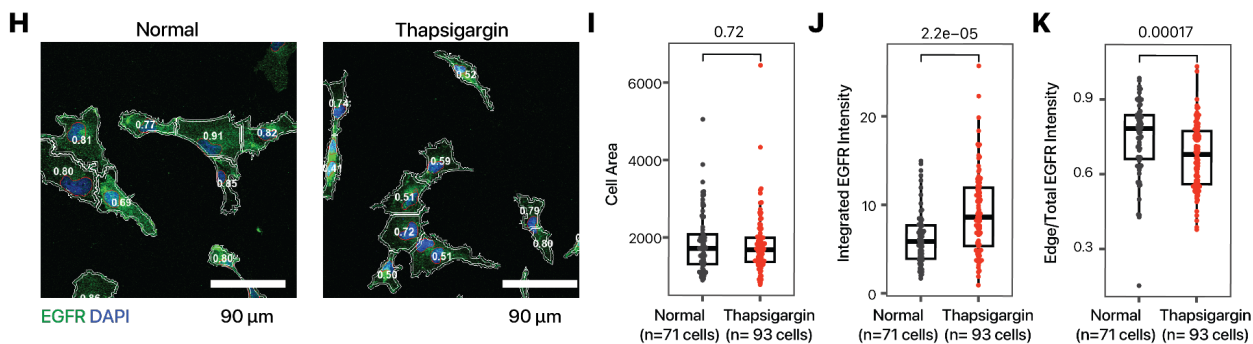 H
Normal
Thapsigargin
0.81
0.77
0.91
0.82
0.80
0.85
0.69
0.80
0.52
0.74
0.59
0.51
0.72
0.51
0.50
0.79
0.80
EGFR DAPI
90 µm
90 µm
I
0.72
Cell Area
6000
4000
2000
Normal
(n=71 cells)
Thapsigargin
(n= 93 cells)
J
2.2e−05
Integrated EGFR Intensity
20
10
0
Normal
(n=71 cells)
Thapsigargin
(n= 93 cells)
K
0.00017
Edge/Total EGFR Intensity
0.9
0.6
0.3
Normal
(n=71 cells)
Thapsigargin
(n= 93 cells)